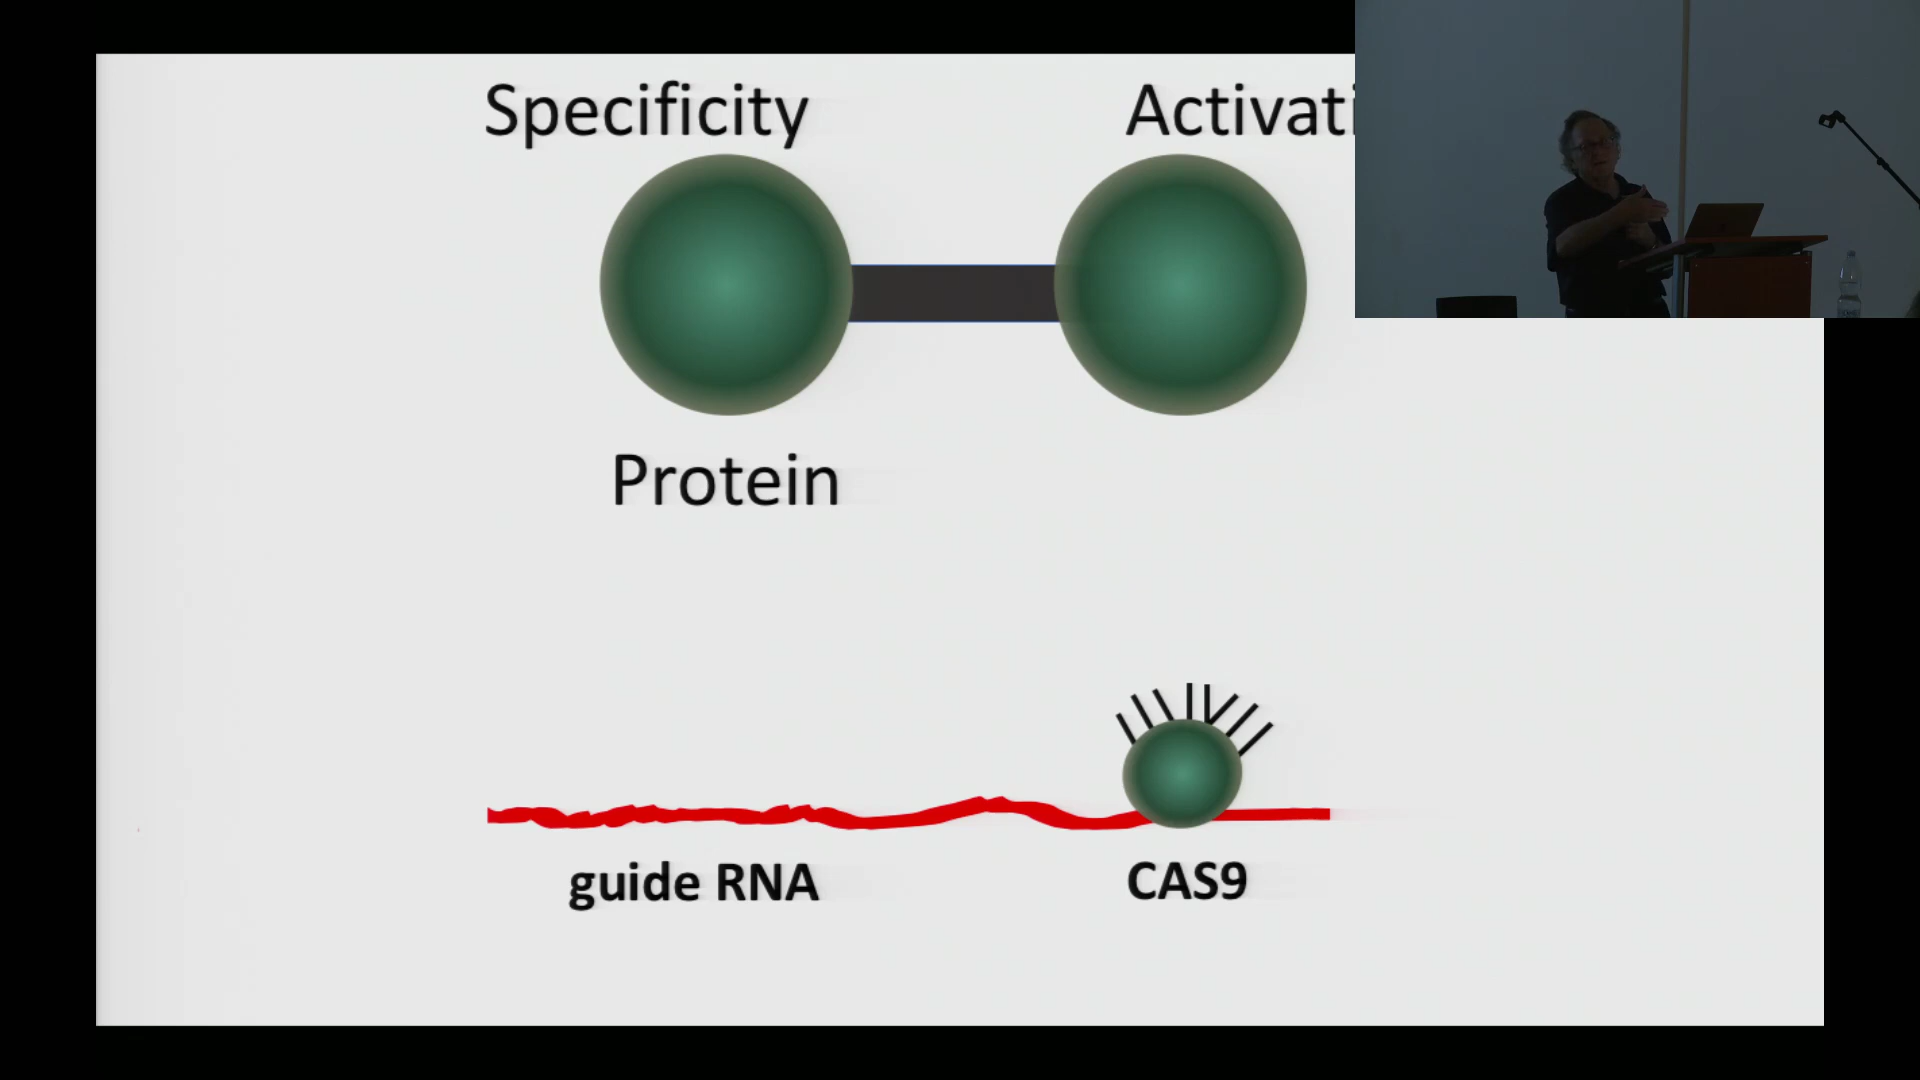 Specificity
Activati
Protein
guide RNA
CAS9